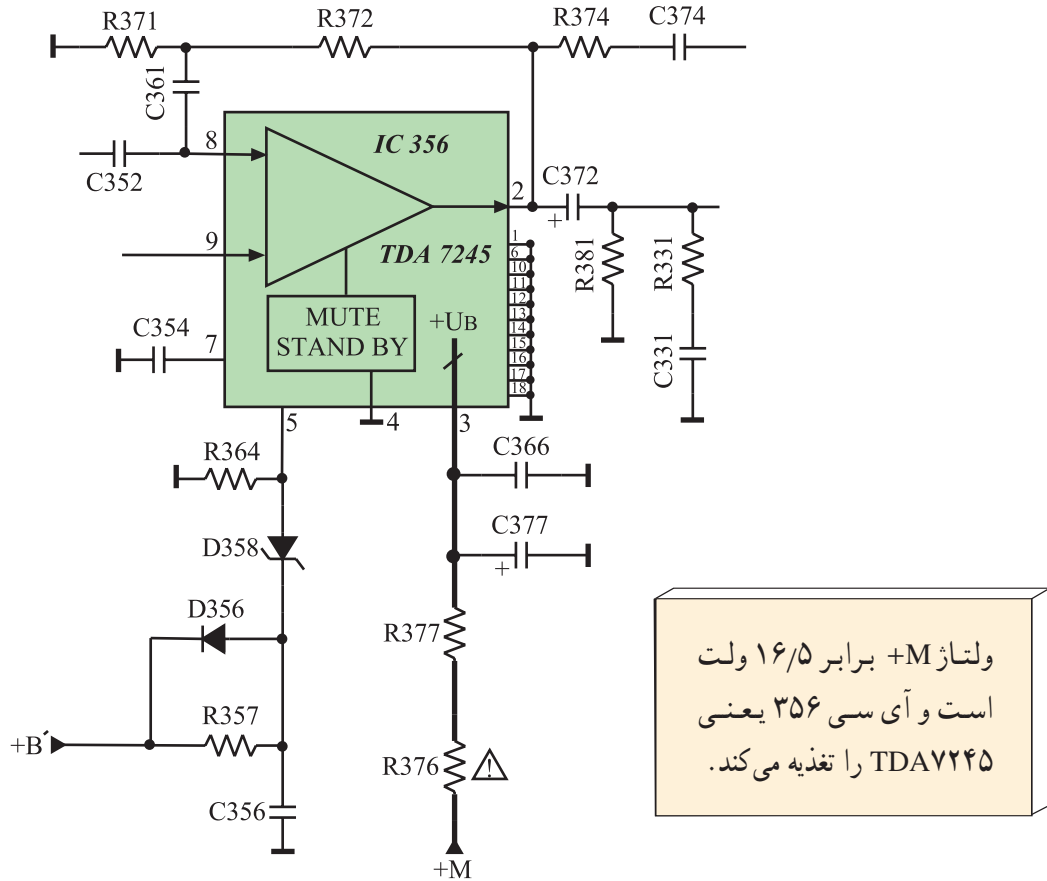 R371
R372
R374
C374
C361
8
IC 356
C352
2
C372
+
9
TDA 7245
1
6
10
11
12
13
14
15
16
17
18
R381
R331
C331
MUTE
STAND BY
+UB
C354
7
5
4
3
R364
C366
D358
C377
+
D356
R377
R357
+B′
R376
!
C356
+M
ولتاژ M+ برابر ۱۶/۵ ولت
است و آی سی ۳۵۶ یعنی
TDA۷۲۴۵ را تغذیه می‌کند.